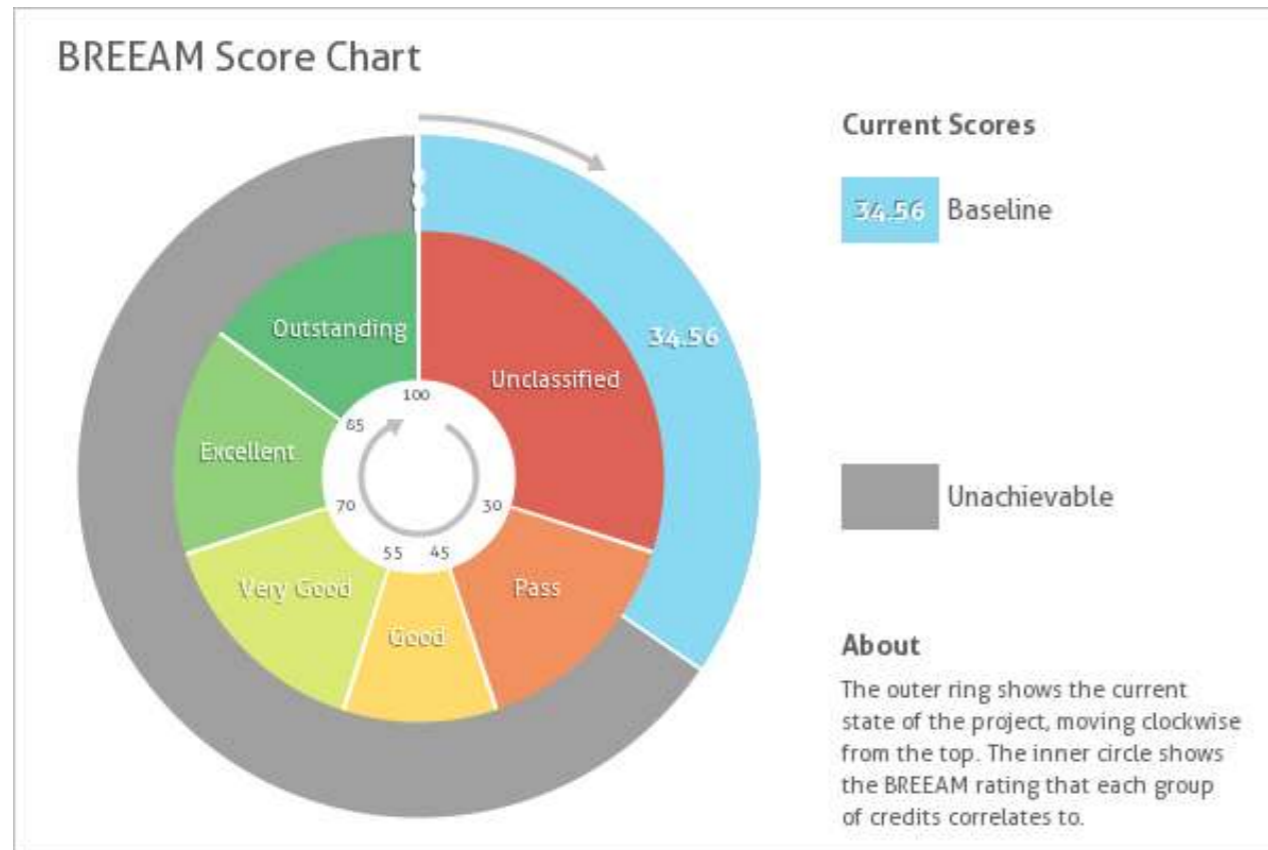 BREEAM Score Chart
Current Scores
34.56 Baseline
34.56
Outstanding
Unclassified
100
85
Excellent
70
30
55
45
Very Good
Pass
Good
Unachievable
About
The outer ring shows the current
state of the project, moving clockwise
from the top. The inner circle shows
the BREEAM rating that each group
of credits correlates to.